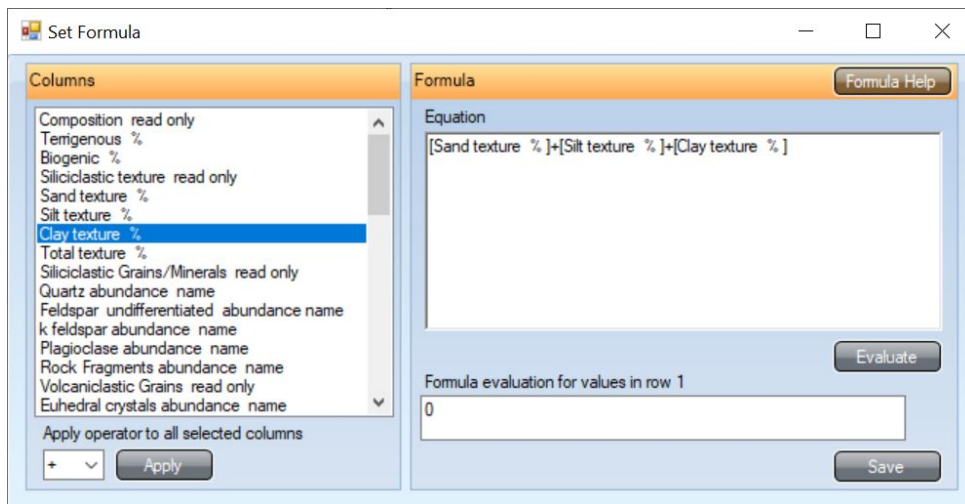 Set Formula
Columns
Composition read only
Terrigenous %
Biogenic %
Siliciclastic texture read only
Sand texture %
Silt texture %
Clay texture %
Total texture %
Siliciclastic Grains/Minerals read only
Quartz abundance name
Feldspar undifferentiated abundance name
k feldspar abundance name
Plagioclase abundance name
Rock Fragments abundance name
Volcaniclastic Grains read only
Euhedral crystals abundance name
Apply operator to all selected columns
+
Apply
Formula
Formula Help
Equation
[Sand texture % ]+[Silt texture % ]+[Clay texture % ]
Evaluate
Formula evaluation for values in row 1
0
Save